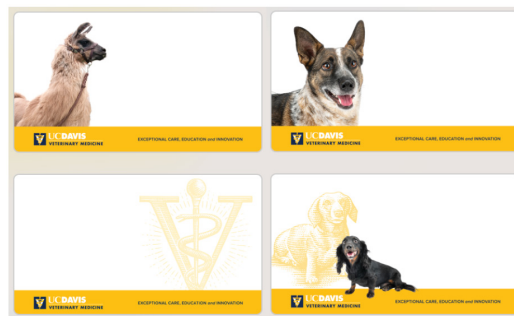 UCDAVIS
VETERINARY MEDICINE
EXCEPTIONAL CARE, EDUCATION and INNOVATION
UCDAVIS
VETERINARY MEDICINE
EXCEPTIONAL CARE, EDUCATION and INNOVATION
V
UCDAVIS
VETERINARY MEDICINE
EXCEPTIONAL CARE, EDUCATION and INNOVATION
UCDAVIS
VETERINARY MEDICINE
EXCEPTIONAL CARE, EDUCATION and INNOVATION